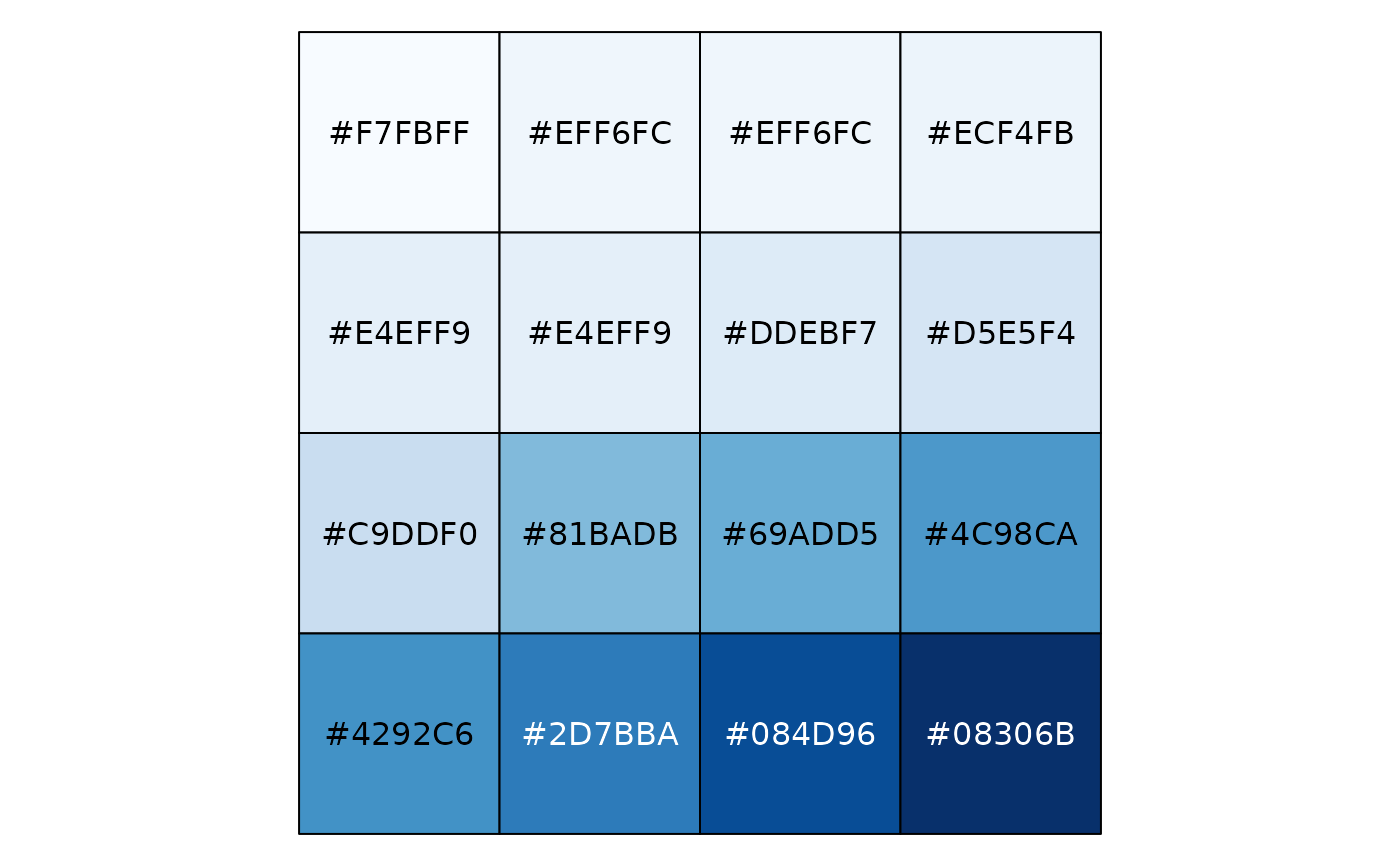 #F7FBFF #EFF6FC #EFF6FC #ECF4FB
#E4EFF9 #E4EFF9 #DDEBF7 #D5E5F4
#C9DDF0 #81BADB #69ADD5 #4C98CA
#4292C6 #2D7BBA #084D96 #08306B